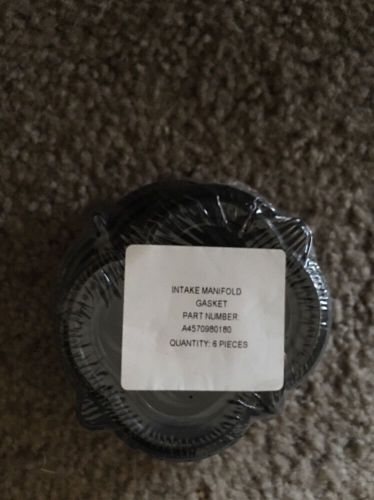 INTAKE MANIFOLD
GASKET
PART NUMBER:
A4570980180
QUANTITY: 6 PIECES